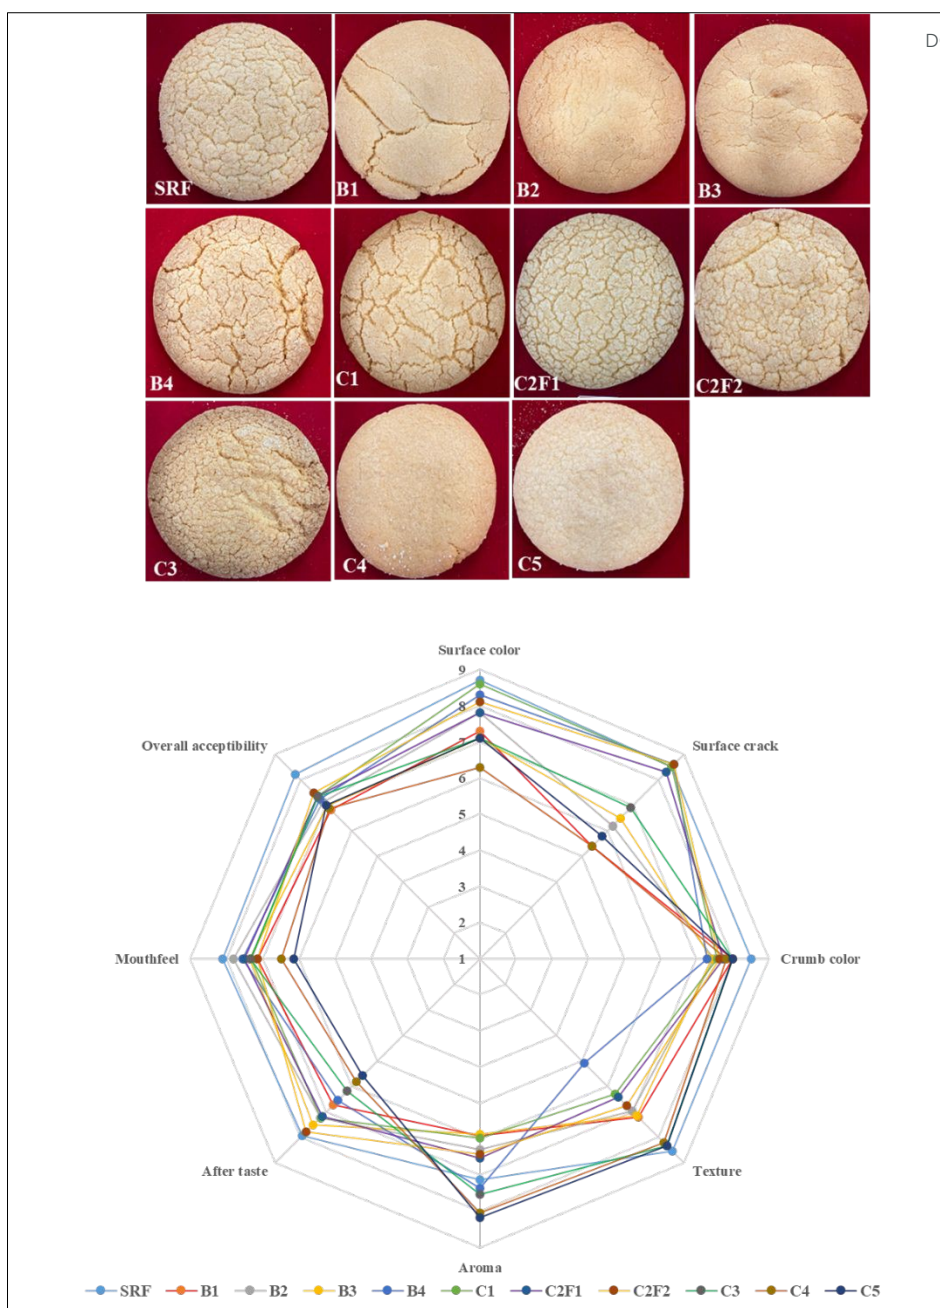 D
SRF
B1
B2
B3
B4
C1
C2F1
C2F2
C3
C4
C5
Surface color
9
8
7
6
5
4
3
2
1
Surface crack
Crumb color
Texture
Aroma
After taste
Mouthfeel
Overall acceptibility
SRF B1 B2 B3 B4 C1 C2F1 C2F2 C3 C4 C5